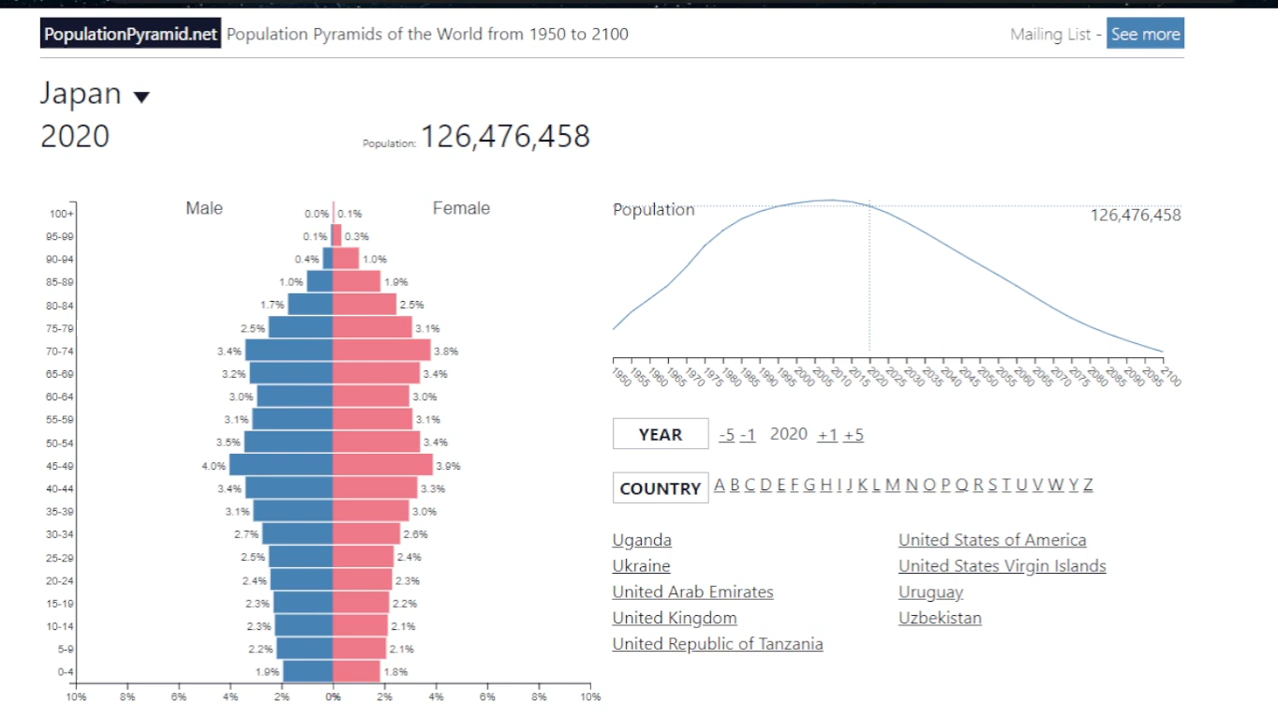 PopulationPyramid.net Population Pyramids of the World from 1950 to 2100
Mailing List - See more
Japan
2020
Population: 126,476,458
Male
Female
100+ 0.0% 0.1%
95-99 0.1% 0.3%
90-94 0.4% 1.0%
85-89 1.0% 1.9%
80-84 1.7% 2.5%
75-79 2.5% 3.1%
70-74 3.4% 3.8%
65-69 3.2% 3.4%
60-64 3.0% 3.0%
55-59 3.1% 3.1%
50-54 3.5% 3.4%
45-49 4.0% 3.9%
40-44 3.4% 3.3%
35-39 3.1% 3.0%
30-34 2.7% 2.6%
25-29 2.5% 2.4%
20-24 2.4% 2.3%
15-19 2.3% 2.2%
10-14 2.3% 2.1%
5-9 2.2% 2.1%
0-4 1.9% 1.8%
10% 8% 6% 4% 2% 0% 2% 4% 6% 8% 10%
Population
126,476,458
1950 1955 1960 1965 1970 1975 1980 1985 1990 1995 2000 2005 2010 2015 2020 2025 2030 2035 2040 2045 2050 2055 2060 2065 2070 2075 2080 2085 2090 2095 2100
YEAR -5 -1 2020 +1 +5
COUNTRY A B C D E F G H I J K L M N O P Q R S T U V W Y Z
Uganda
Ukraine
United Arab Emirates
United Kingdom
United Republic of Tanzania
United States of America
United States Virgin Islands
Uruguay
Uzbekistan